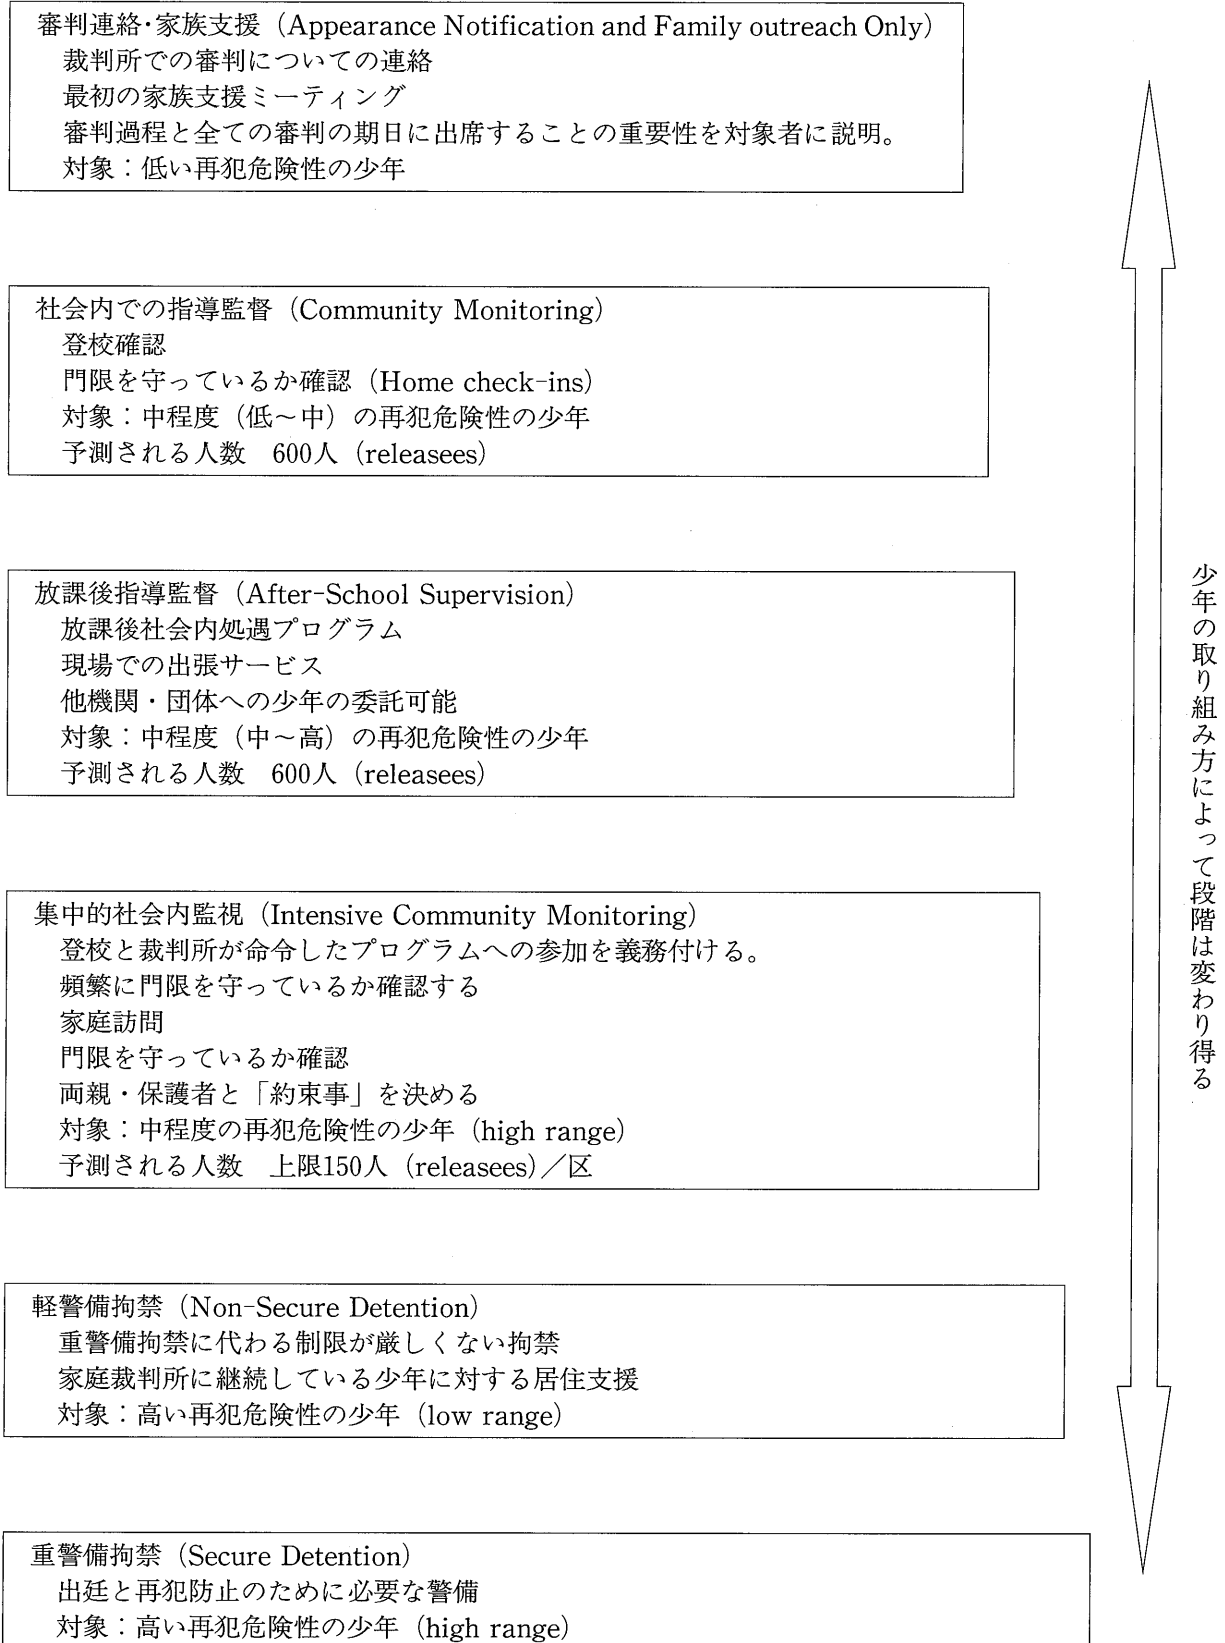 審判連絡・家族支援（Appearance Notification and Family outreach Only）
裁判所での審判についての連絡
最初の家族支援ミーティング
審判過程と全ての審判の期日に出席することの重要性を対象者に説明。
対象：低い再犯危険性の少年
社会内での指導監督（Community Monitoring）
登校確認
門限を守っているか確認（Home check-ins）
対象：中程度（低～中）の再犯危険性の少年
予測される人数　600人（releasees）
放課後指導監督（After-School Supervision）
放課後社会内処遇プログラム
現場での出張サービス
他機関・団体への少年の委託可能
対象：中程度（中～高）の再犯危険性の少年
予測される人数　600人（releasees）
集中的社会内監視（Intensive Community Monitoring）
登校と裁判所が命令したプログラムへの参加を義務付ける。
頻繁に門限を守っているか確認する
家庭訪問
門限を守っているか確認
両親・保護者と「約束事」を決める
対象：中程度の再犯危険性の少年（high range）
予測される人数　上限150人（releasees）／区
軽警備拘禁（Non-Secure Detention）
重警備拘禁に代わる制限が厳しくない拘禁
家庭裁判所に継続している少年に対する居住支援
対象：高い再犯危険性の少年（low range）
重警備拘禁（Secure Detention）
出廷と再犯防止のために必要な警備
対象：高い再犯危険性の少年（high range）
少年の取り組み方によって段階は変わり得る